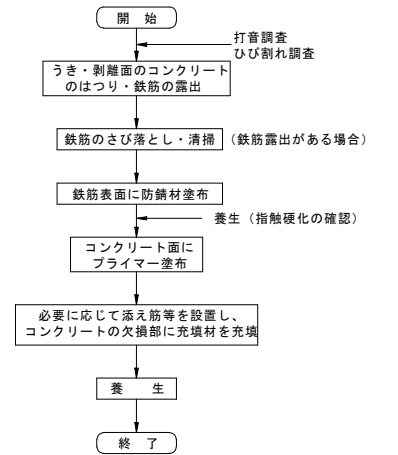 開　始
打音調査
ひび割れ調査
うき・剥離面のコンクリート
のはつり・鉄筋の露出
鉄筋のさび落とし・清掃
(鉄筋露出がある場合)
鉄筋表面に防錆材塗布
養生（指触硬化の確認）
コンクリート面に
プライマー塗布
必要に応じて添え筋等を設置し、
コンクリートの欠損部に充填材を充填
養　　生
終　了